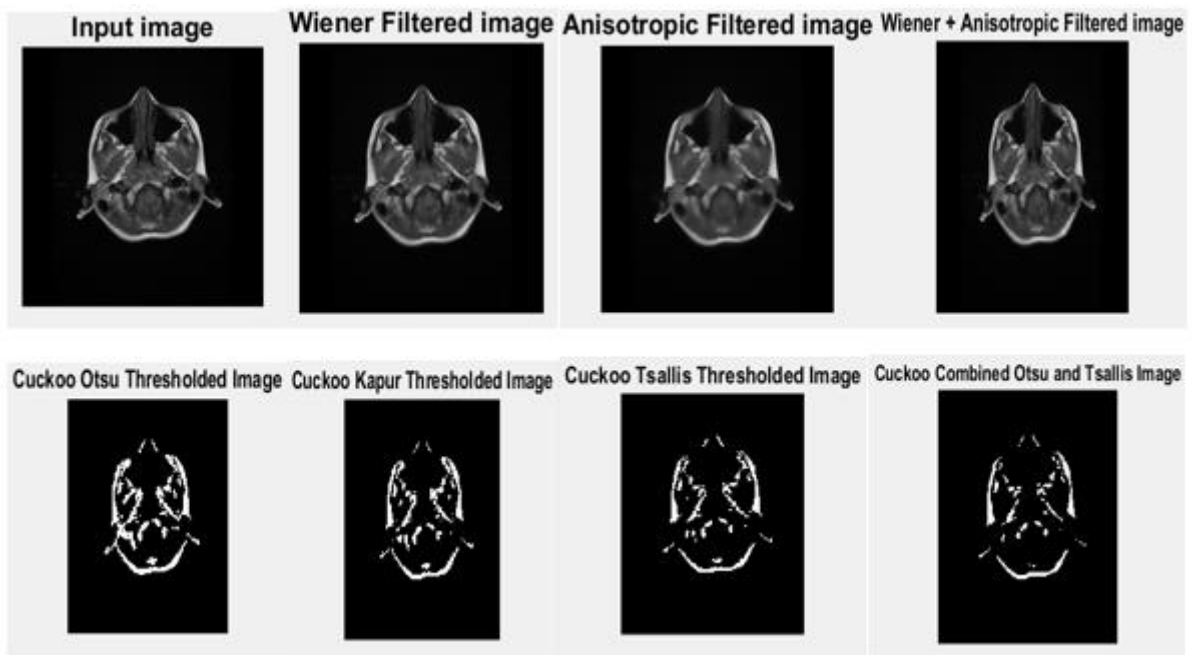 Input image
Wiener Filtered image
Anisotropic Filtered image
Wiener + Anisotropic Filtered image
Cuckoo Otsu Thresholded Image
Cuckoo Kapur Thresholded Image
Cuckoo Tsallis Thresholded Image
Cuckoo Combined Otsu and Tsallis Image